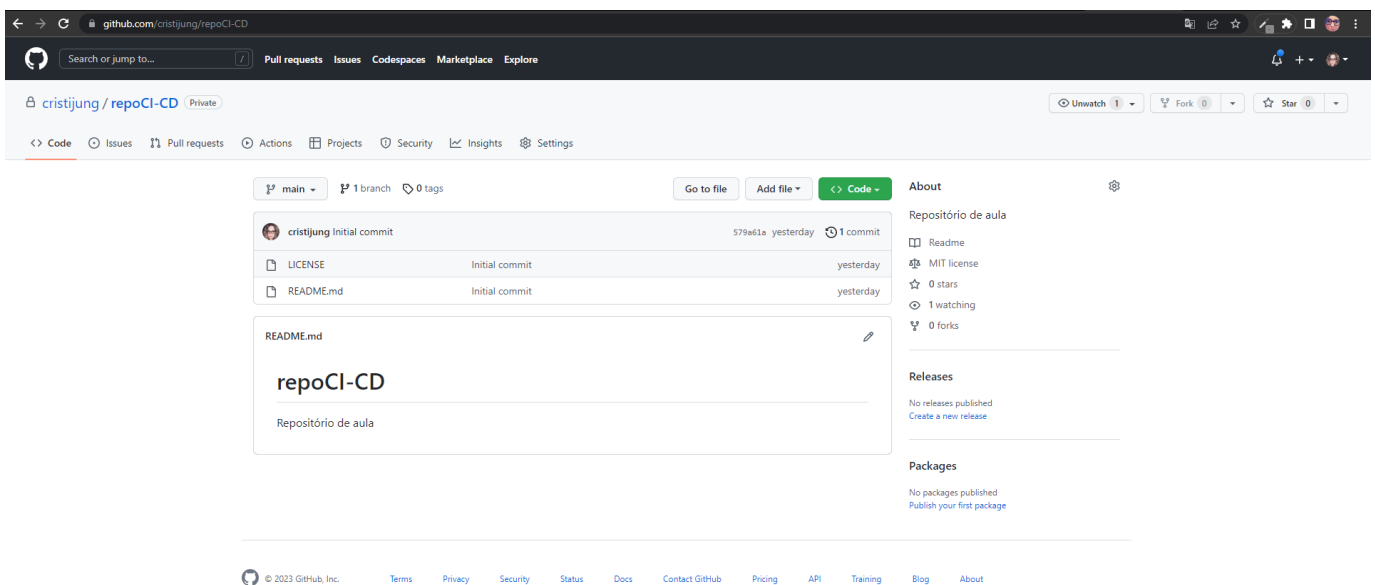 github.com/cristijung/repoCI-CD
Search or jump to... / Pull requests Issues Codespaces Marketplace Explore
cristijung / repoCI-CD Private Unwatch 1 Fork 0 Star 0
Code Issues Pull requests Actions Projects Security Insights Settings
main 1 branch 0 tags Go to file Add file Code
cristijung Initial commit 579a61a yesterday 1 commit
LICENSE Initial commit yesterday
README.md Initial commit yesterday
README.md
repoCI-CD
Repositório de aula
About
Repositório de aula
Readme
MIT license
0 stars
1 watching
0 forks
Releases
No releases published
Create a new release
Packages
No packages published
Publish your first package
© 2023 GitHub, Inc. Terms Privacy Security Status Docs Contact GitHub Pricing API Training Blog About